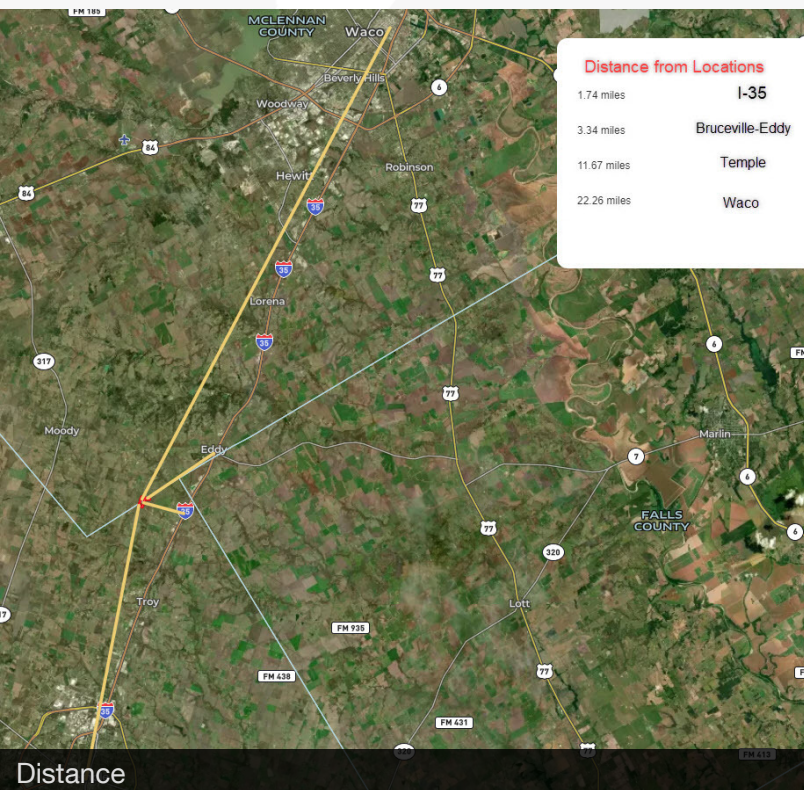 FM 185
MCLENNAN
COUNTY
Waco
Beverly Hills
6
Woodway
84
84
Hewitt
Robinson
35
77
77
35
Lorena
35
317
77
Moody
Eddy
35
Troy
FM 935
FM 438
35
FM 431
77
77
77
Lott
320
7
Marlin
6
6
6
FALLS
COUNTY
FM 413
Distance from Locations
1.74 miles I-35
3.34 miles Bruceville-Eddy
11.67 miles Temple
22.26 miles Waco
Distance